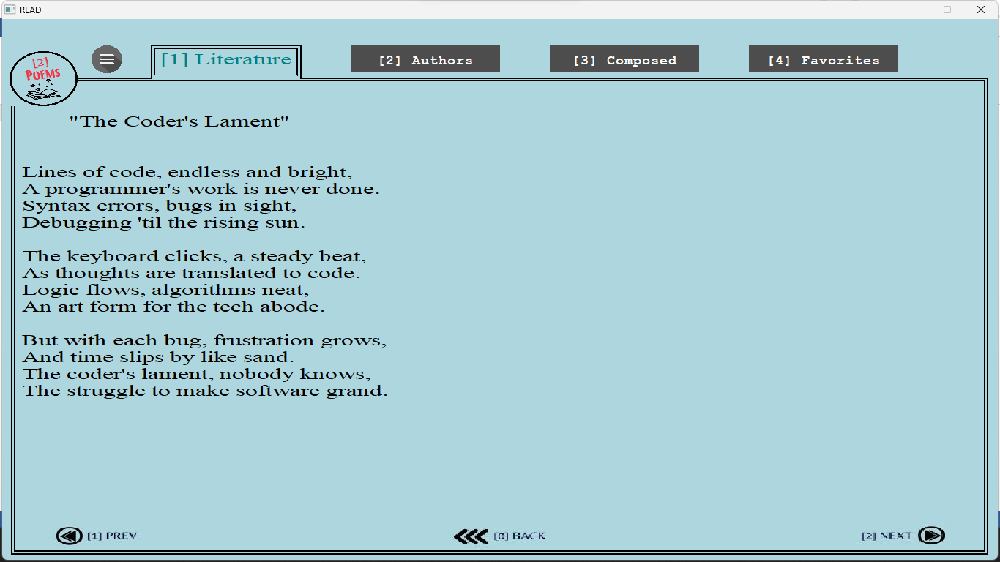 READ
[2]
POEMS
[1] Literature
[2] Authors
[3] Composed
[4] Favorites
"The Coder's Lament"
Lines of code, endless and bright,
A programmer's work is never done.
Syntax errors, bugs in sight,
Debugging 'til the rising sun.
The keyboard clicks, a steady beat,
As thoughts are translated to code.
Logic flows, algorithms neat,
An art form for the tech abode.
But with each bug, frustration grows,
And time slips by like sand.
The coder's lament, nobody knows,
The struggle to make software grand.
[1] PREV
[0] BACK
[2] NEXT